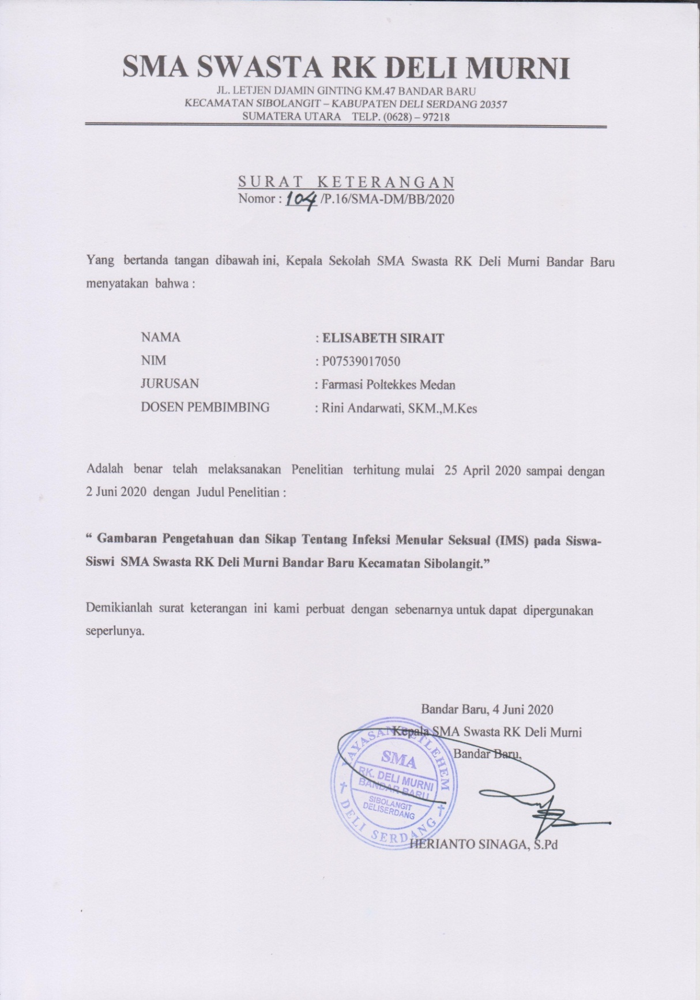 SMA SWASTA RK DELI MURNI
JL. LETJEN DJAMIN GINTING KM.47 BANDAR BARU
KECAMATAN SIBOLANGIT – KABUPATEN DELI SERDANG 20357
SUMATERA UTARA TELP. (0628) – 97218
SURAT KETERANGAN
Nomor : 104 /P.16/SMA-DM/BB/2020
Yang bertanda tangan dibawah ini, Kepala Sekolah SMA Swasta RK Deli Murni Bandar Baru
menyatakan bahwa :
NAMA : ELISABETH SIRAIT
NIM : P07539017050
JURUSAN : Farmasi Poltekkes Medan
DOSEN PEMBIMBING : Rini Andarwati, SKM.,M.Kes
Adalah benar telah melaksanakan Penelitian terhitung mulai 25 April 2020 sampai dengan
2 Juni 2020 dengan Judul Penelitian :
“ Gambaran Pengetahuan dan Sikap Tentang Infeksi Menular Seksual (IMS) pada Siswa-
Siswi SMA Swasta RK Deli Murni Bandar Baru Kecamatan Sibolangit.”
Demikianlah surat keterangan ini kami perbuat dengan sebenarnya untuk dapat dipergunakan
seperlunya.
Bandar Baru, 4 Juni 2020
Kepala SMA Swasta RK Deli Murni
Bandar Baru,
YAYASAN BETLEHEM
SMA
RK. DELI MURNI
BANDAR BARU
SIBOLANGIT
DELISERDANG
DELI SERDANG
HERIANTO SINAGA, S.Pd